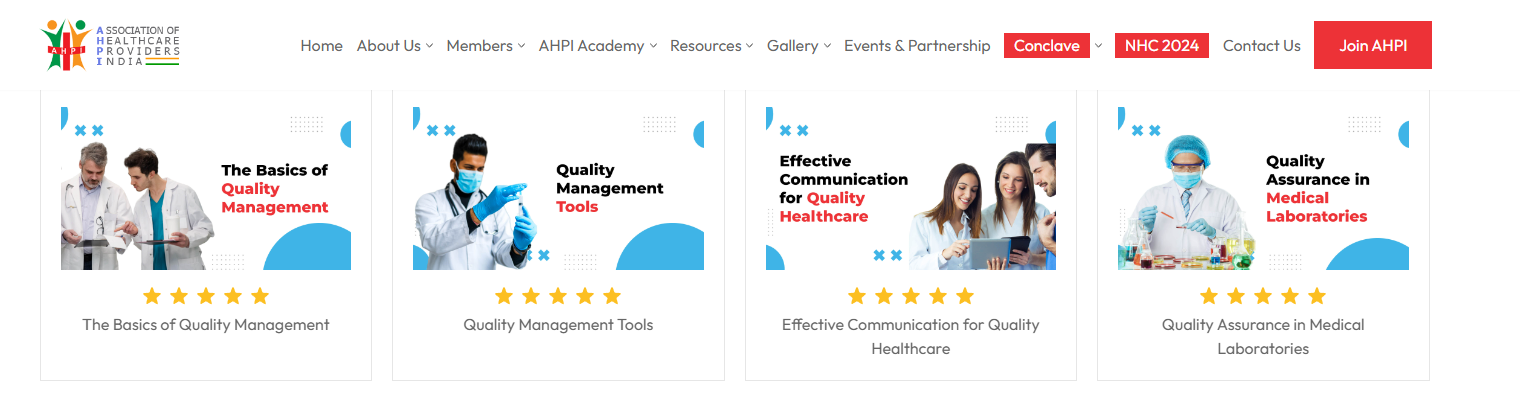 ASSOCIATION OF
HEALTHCARE
PROVIDERS
INDIA
AHPI
Home About Us Members AHPI Academy Resources Gallery Events & Partnership Conclave NHC 2024 Contact Us Join AHPI
The Basics of
Quality
Management
The Basics of Quality Management
Quality
Management
Tools
Quality Management Tools
Effective
Communication
for Quality
Healthcare
Effective Communication for Quality
Healthcare
Quality
Assurance in
Medical
Laboratories
Quality Assurance in Medical
Laboratories